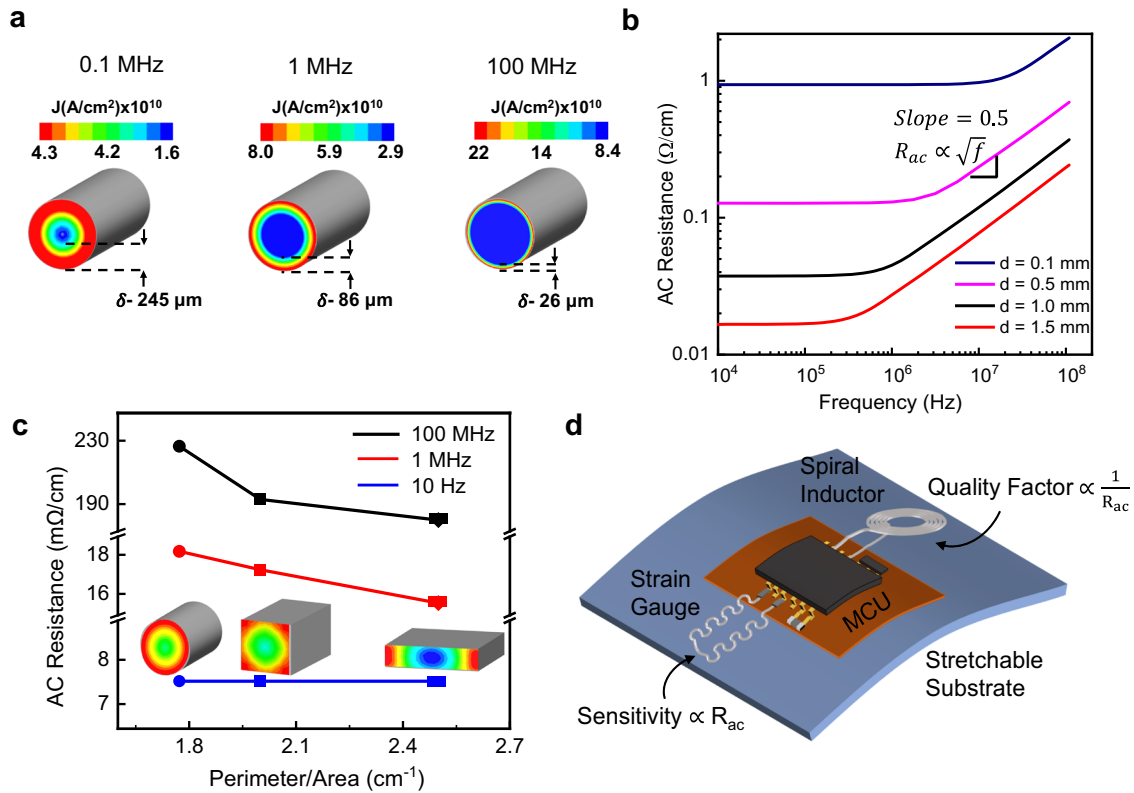 a
0.1 MHz
1 MHz
100 MHz
J(A/cm²)x10¹⁰
J(A/cm²)x10¹⁰
J(A/cm²)x10¹⁰
4.3 4.2 1.6
8.0 5.9 2.9
22 14 8.4
δ- 245 μm
δ- 86 μm
δ- 26 μm
b
AC Resistance (Ω/cm)
1
0.1
0.01
Slope = 0.5
R_ac ∝ √f
d = 0.1 mm
d = 0.5 mm
d = 1.0 mm
d = 1.5 mm
10⁴ 10⁵ 10⁶ 10⁷ 10⁸
Frequency (Hz)
c
AC Resistance (mΩ/cm)
230
190
18
16
8
7
100 MHz
1 MHz
10 Hz
1.8 2.1 2.4 2.7
Perimeter/Area (cm⁻¹)
d
Spiral
Inductor
Quality Factor ∝ 1/R_ac
Strain
Gauge
MCU
Stretchable
Substrate
Sensitivity ∝ R_ac